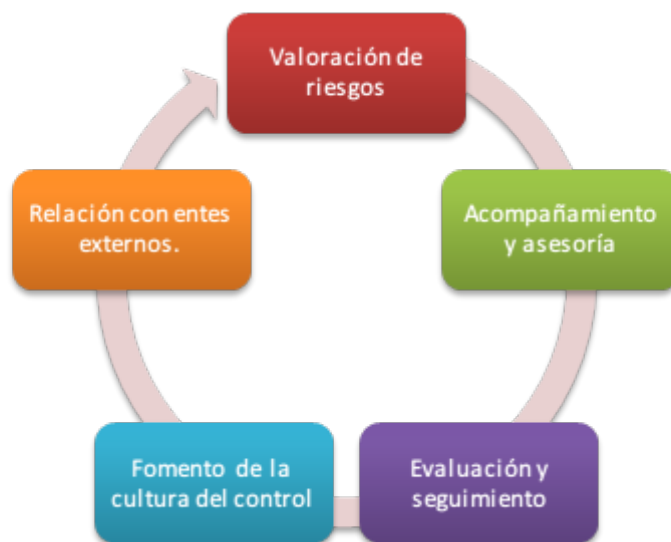 Valoración de
riesgos
Acompañamiento
y asesoría
Evaluación y
seguimiento
Fomento de la
cultura del control
Relación con entes
externos.